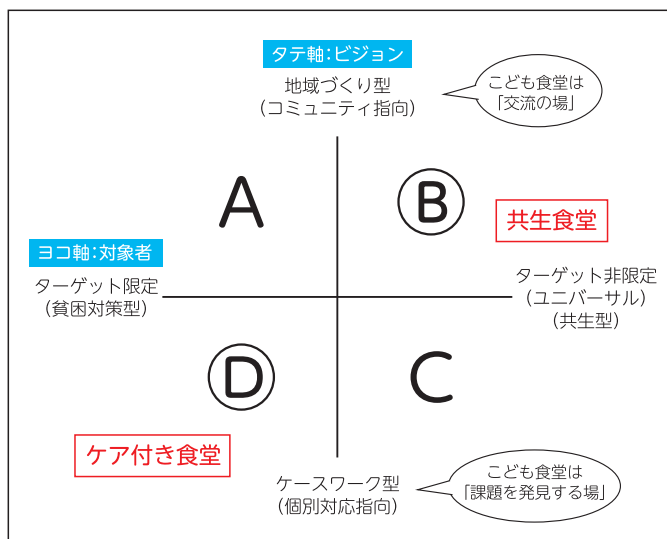 タテ軸:ビジョン
地域づくり型
(コミュニティ指向)
こども食堂は
「交流の場」
A
B
共生食堂
ヨコ軸:対象者
ターゲット限定
(貧困対策型)
ターゲット非限定
(ユニバーサル)
(共生型)
D
C
ケア付き食堂
ケースワーク型
(個別対応指向)
こども食堂は
「課題を発見する場」